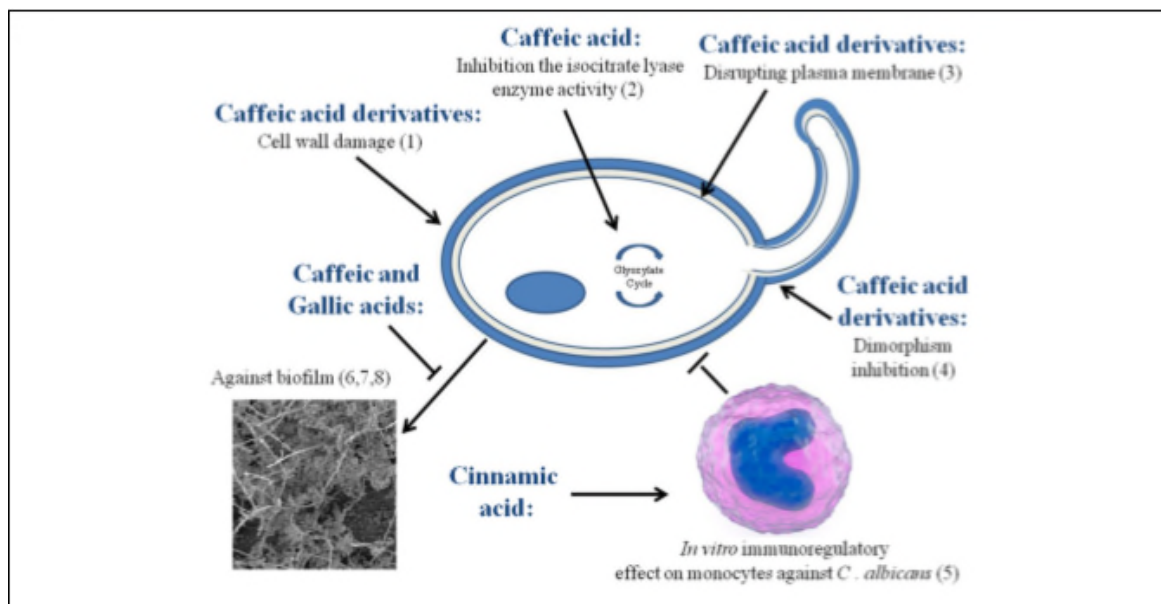 Caffeic acid:
Inhibition the isocitrate lyase
enzyme activity (2)
Caffeic acid derivatives:
Disrupting plasma membrane (3)
Caffeic acid derivatives:
Cell wall damage (1)
Glyoxylate
Cycle
Caffeic and
Gallic acids:
Caffeic acid
derivatives:
Dimorphism
inhibition (4)
Against biofilm (6,7,8)
Cinnamic
acid:
In vitro immunoregulatory
effect on monocytes against C . albicans (5)